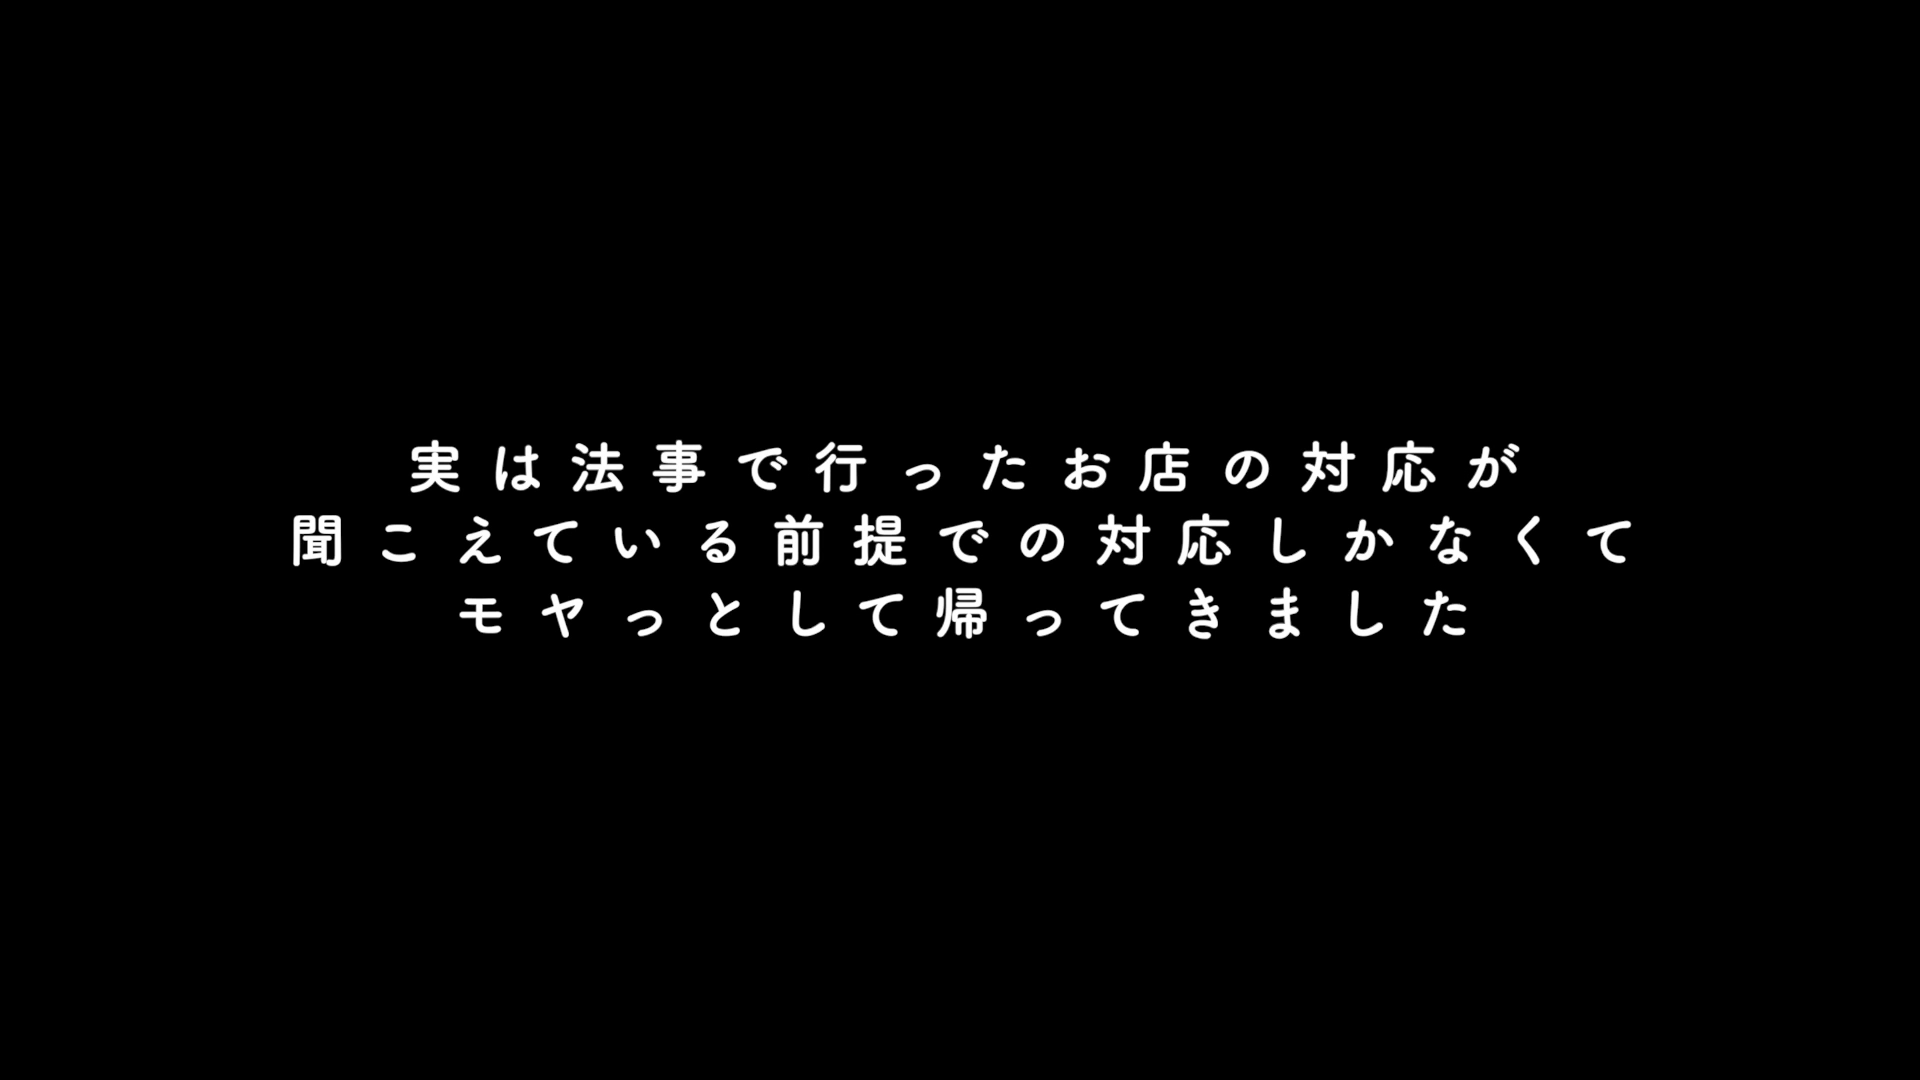 実は法事で行ったお店の対応が
聞こえている前提での対応しかなくて
モヤっとして帰ってきました